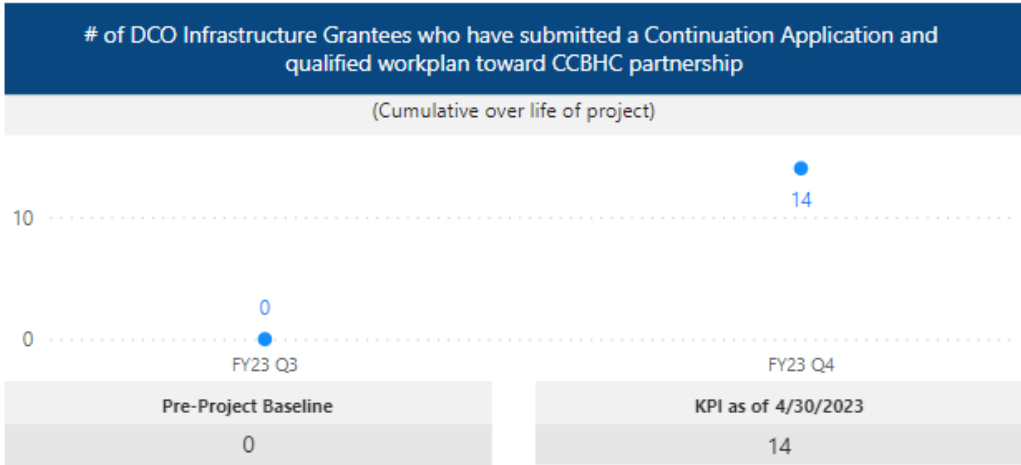 # of DCO Infrastructure Grantees who have submitted a Continuation Application and
qualified workplan toward CCBHC partnership
(Cumulative over life of project)
14
10
0
0
FY23 Q3
FY23 Q4
Pre-Project Baseline
KPI as of 4/30/2023
0
14